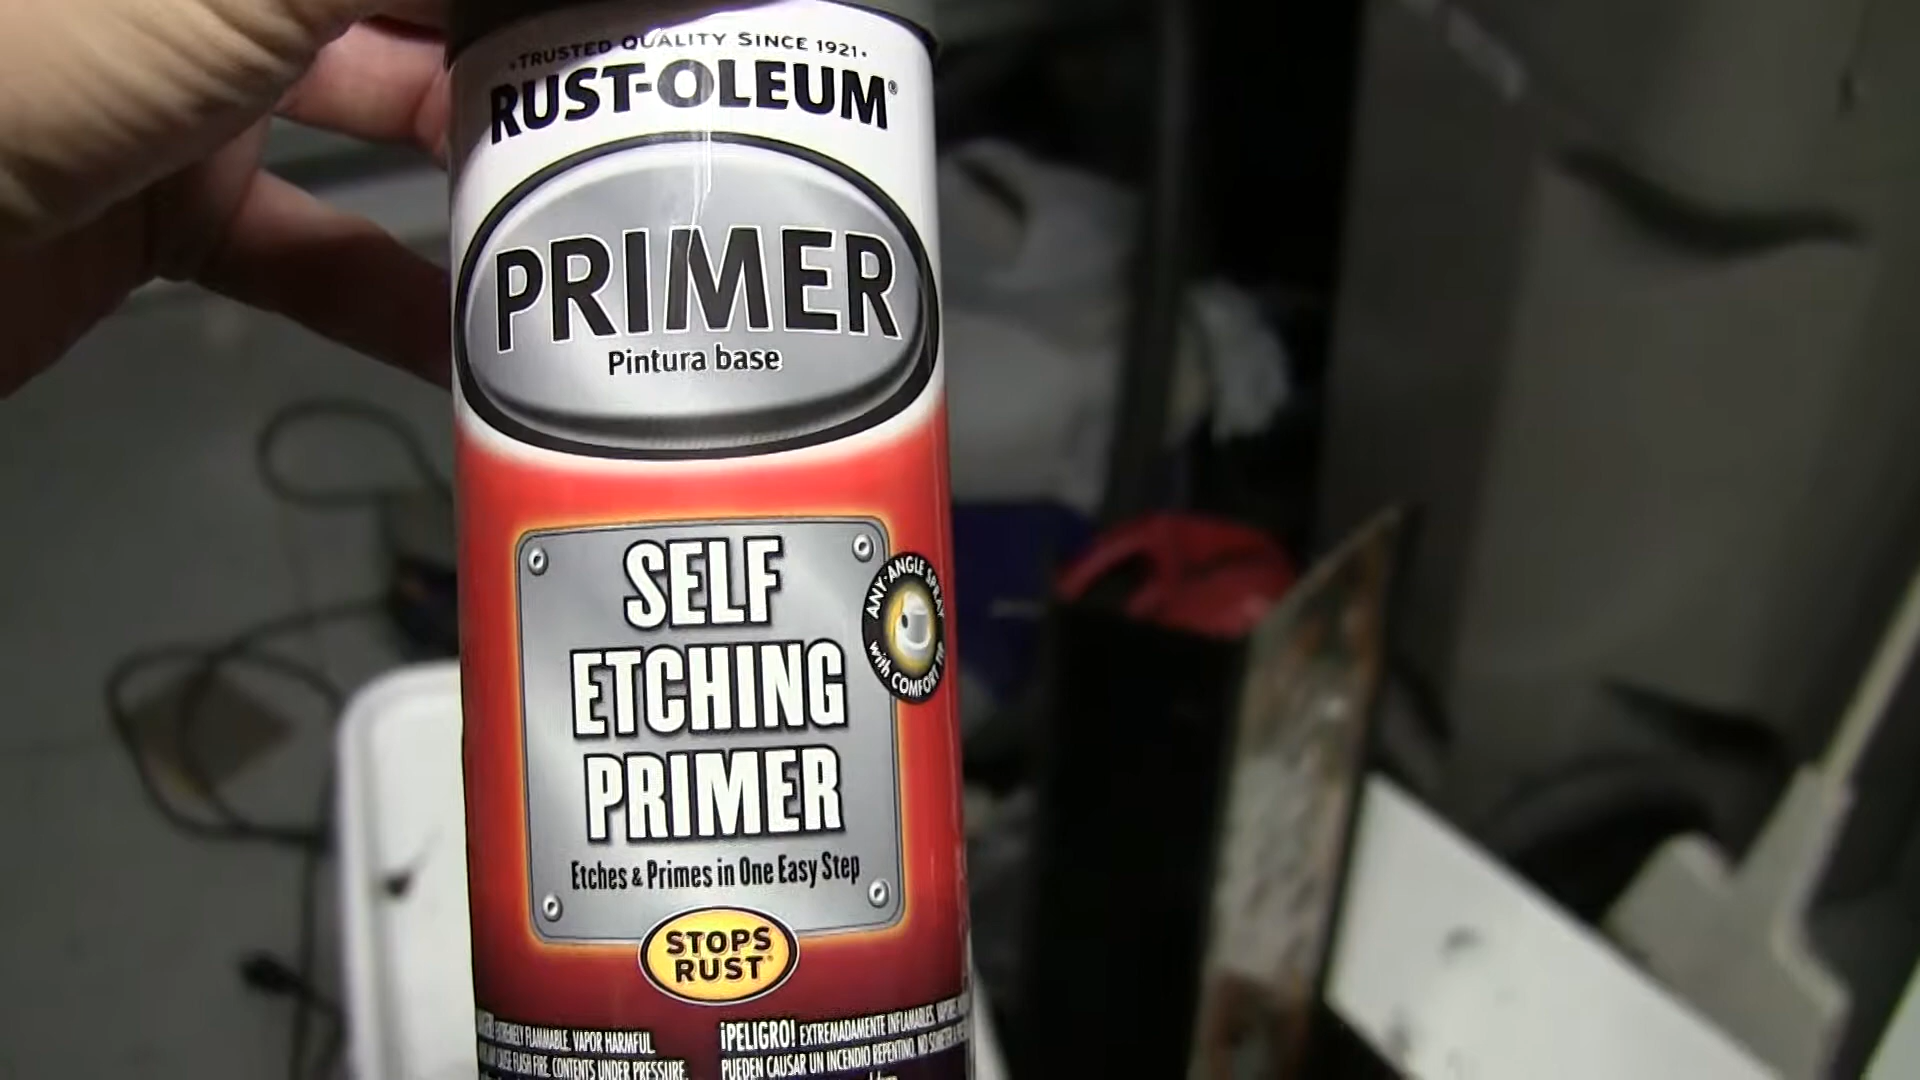 •TRUSTED QUALITY SINCE 1921•
RUST-OLEUM®
PRIMER
Pintura base
SELF
ETCHING
PRIMER
Etches & Primes in One Easy Step
ANY-ANGLE SPRAY
with COMFORT TIP
STOPS
RUST®
EXTREMELY FLAMMABLE. VAPOR HARMFUL.
CAUSE FLASH FIRE. CONTENTS UNDER PRESSURE.
¡PELIGRO! EXTREMADAMENTE INFLAMABLES.
PUEDEN CAUSAR UN INCENDIO REPENTINO. NO SOMETER A